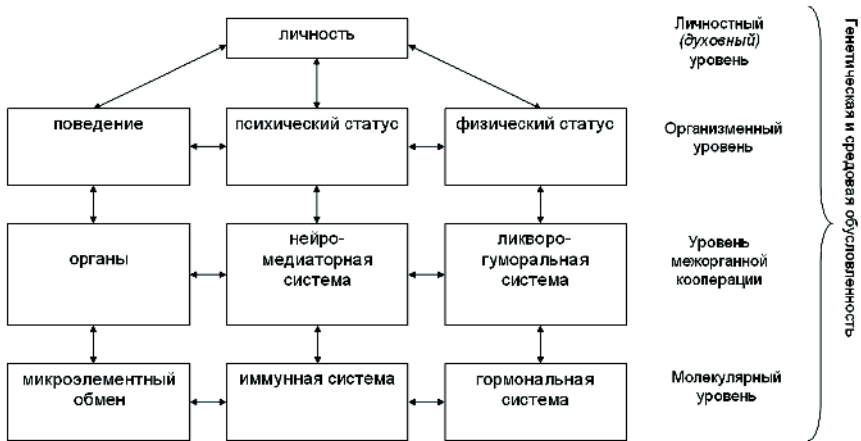 личность
Личностный
(духовный)
уровень
поведение
психический статус
физический статус
Организменный
уровень
органы
нейро-
медиаторная
система
ликворо-
гуморальная
система
Уровень
межорганной
кооперации
микроэлементный
обмен
иммунная система
гормональная
система
Молекулярный
уровень
Генетическая и средовая обусловленность